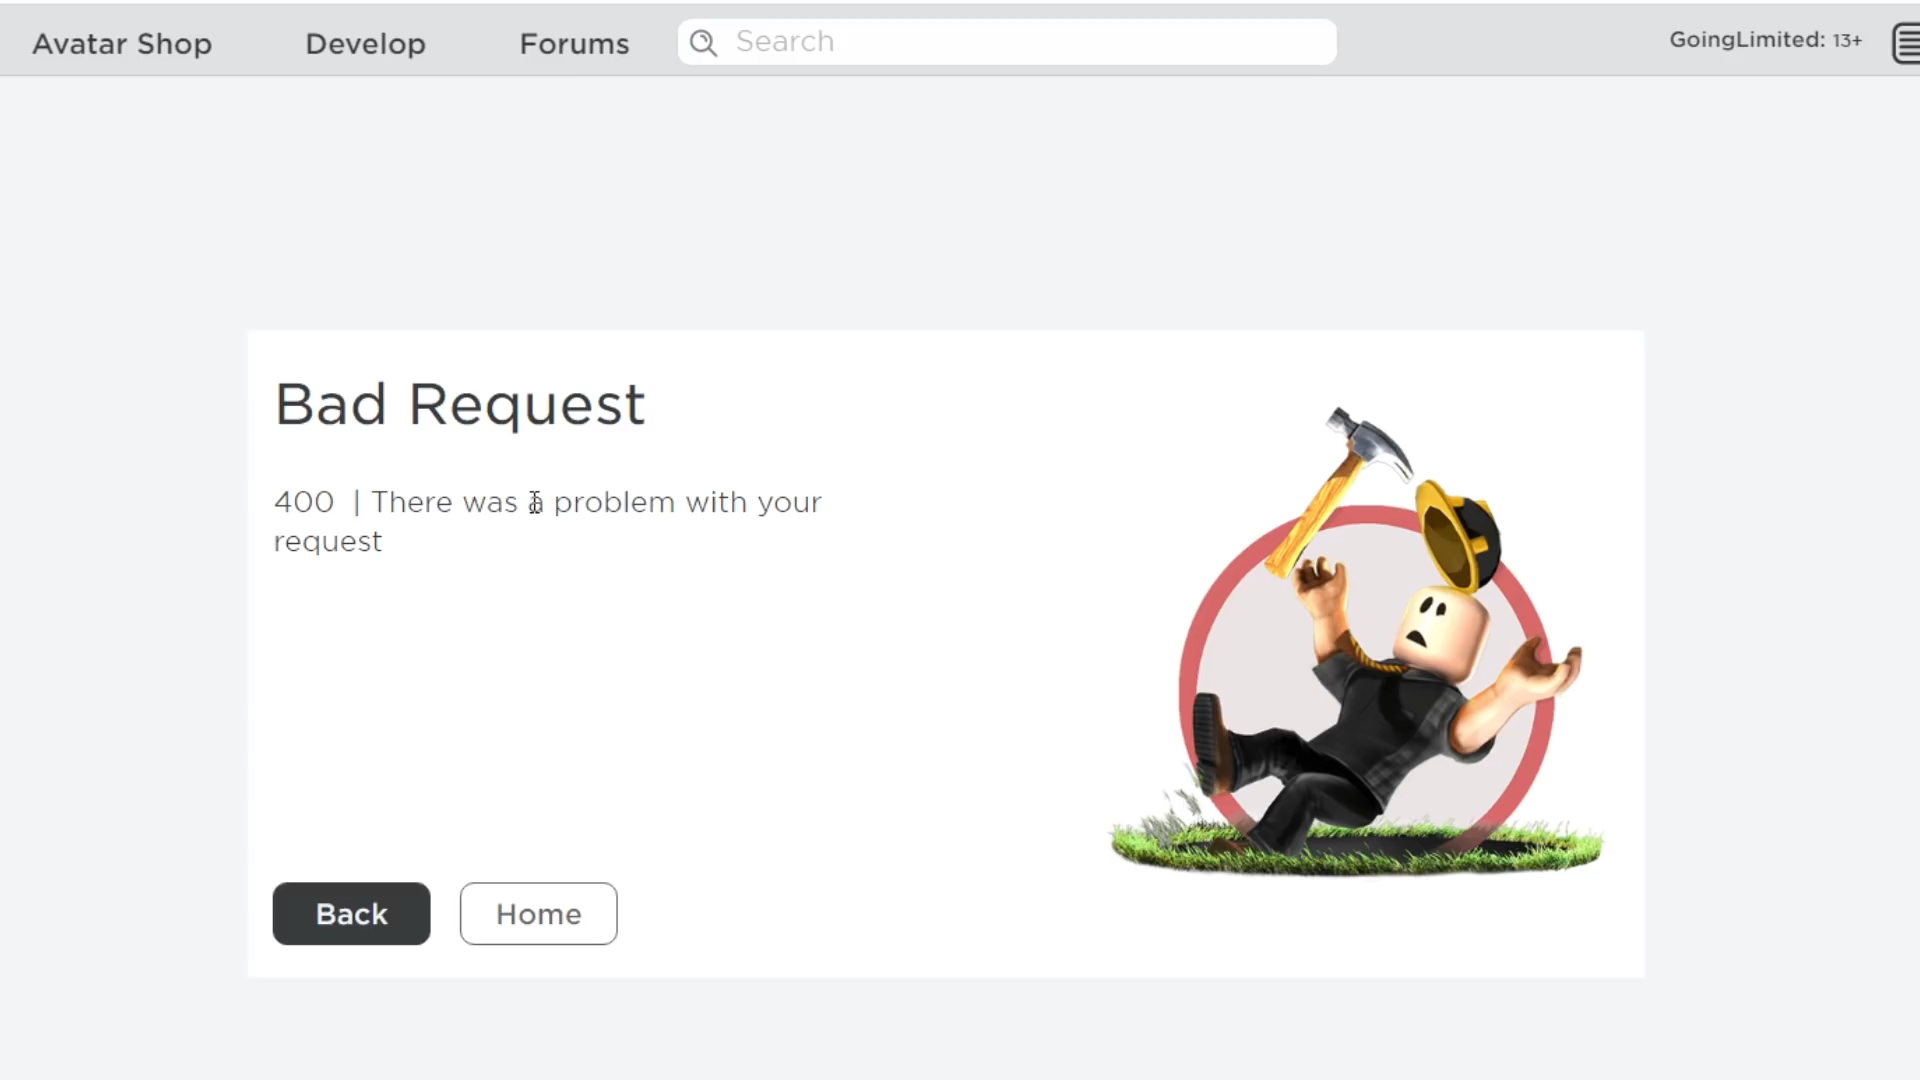 Avatar Shop Develop Forums Search GoingLimited: 13+
Bad Request
400 | There was a problem with your
request
Back Home